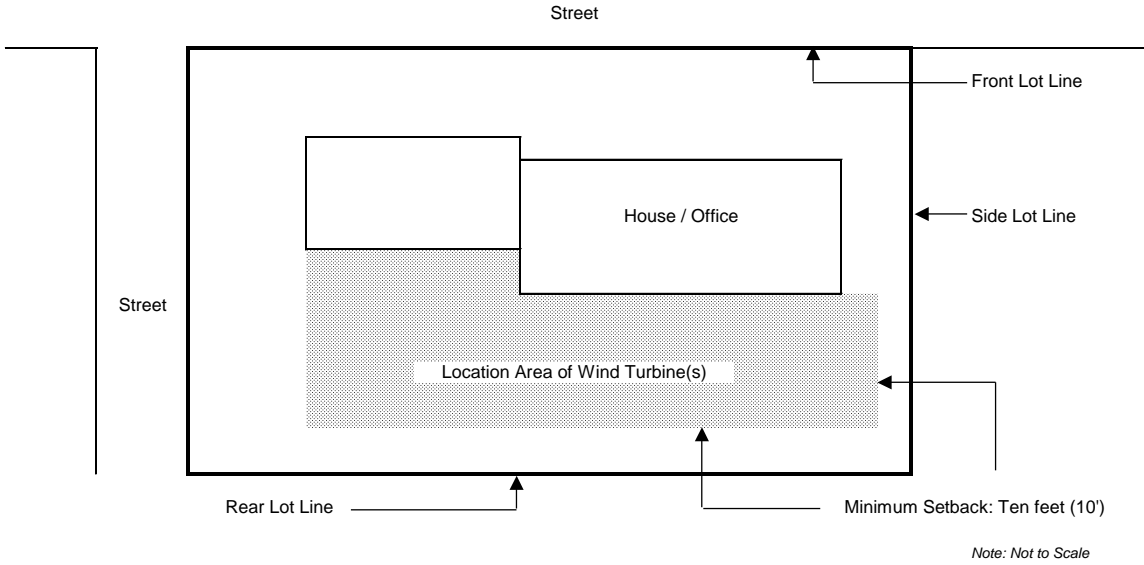 Street
Front Lot Line
House / Office
Side Lot Line
Street
Location Area of Wind Turbine(s)
Rear Lot Line
Minimum Setback: Ten feet (10')
Note: Not to Scale